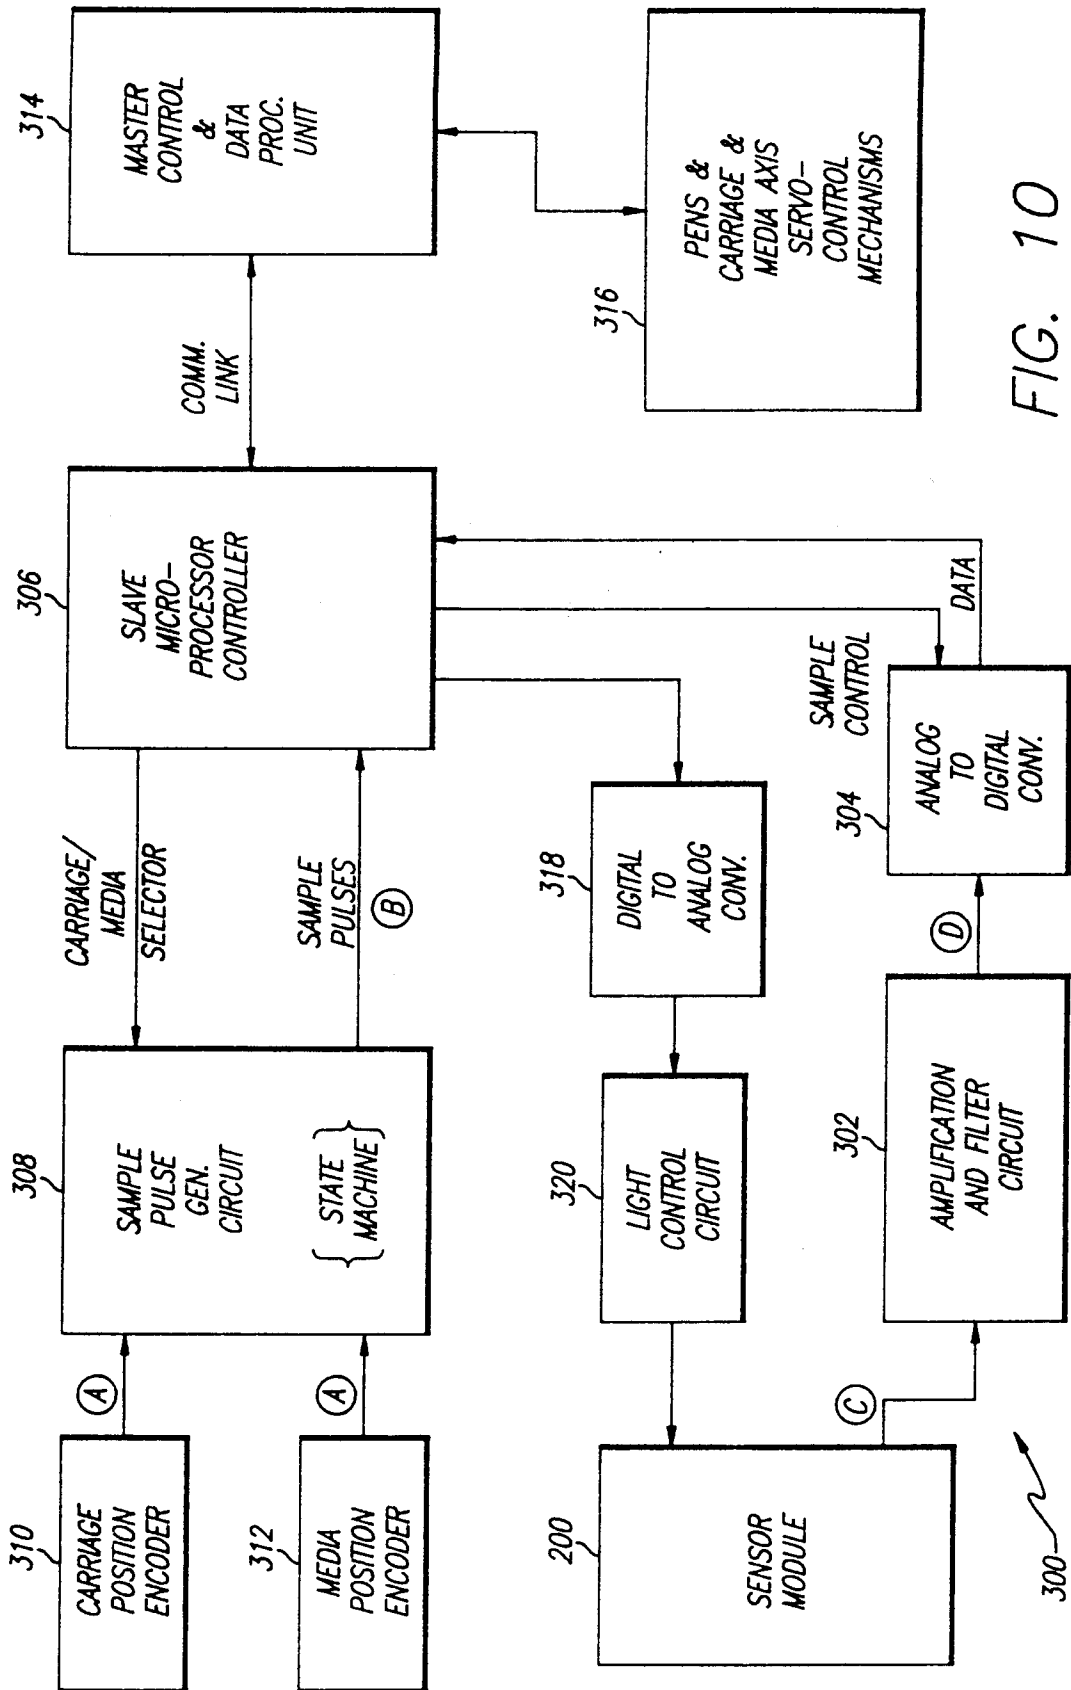 310
CARRIAGE
POSITION
ENCODER
312
MEDIA
POSITION
ENCODER
A
A
308
SAMPLE
PULSE
GEN.
CIRCUIT
{STATE
MACHINE}
CARRIAGE/
MEDIA
SELECTOR
SAMPLE
PULSES
B
306
SLAVE
MICRO-
PROCESSOR
CONTROLLER
COMM.
LINK
314
MASTER
CONTROL
&
DATA
PROC.
UNIT
316
PENS &
CARRIAGE &
MEDIA AXIS
SERVO-
CONTROL
MECHANISMS
200
SENSOR
MODULE
320
LIGHT
CONTROL
CIRCUIT
318
DIGITAL
TO
ANALOG
CONV.
C
302
AMPLIFICATION
AND FILTER
CIRCUIT
D
304
ANALOG
TO
DIGITAL
CONV.
SAMPLE
CONTROL
DATA
300
FIG. 10